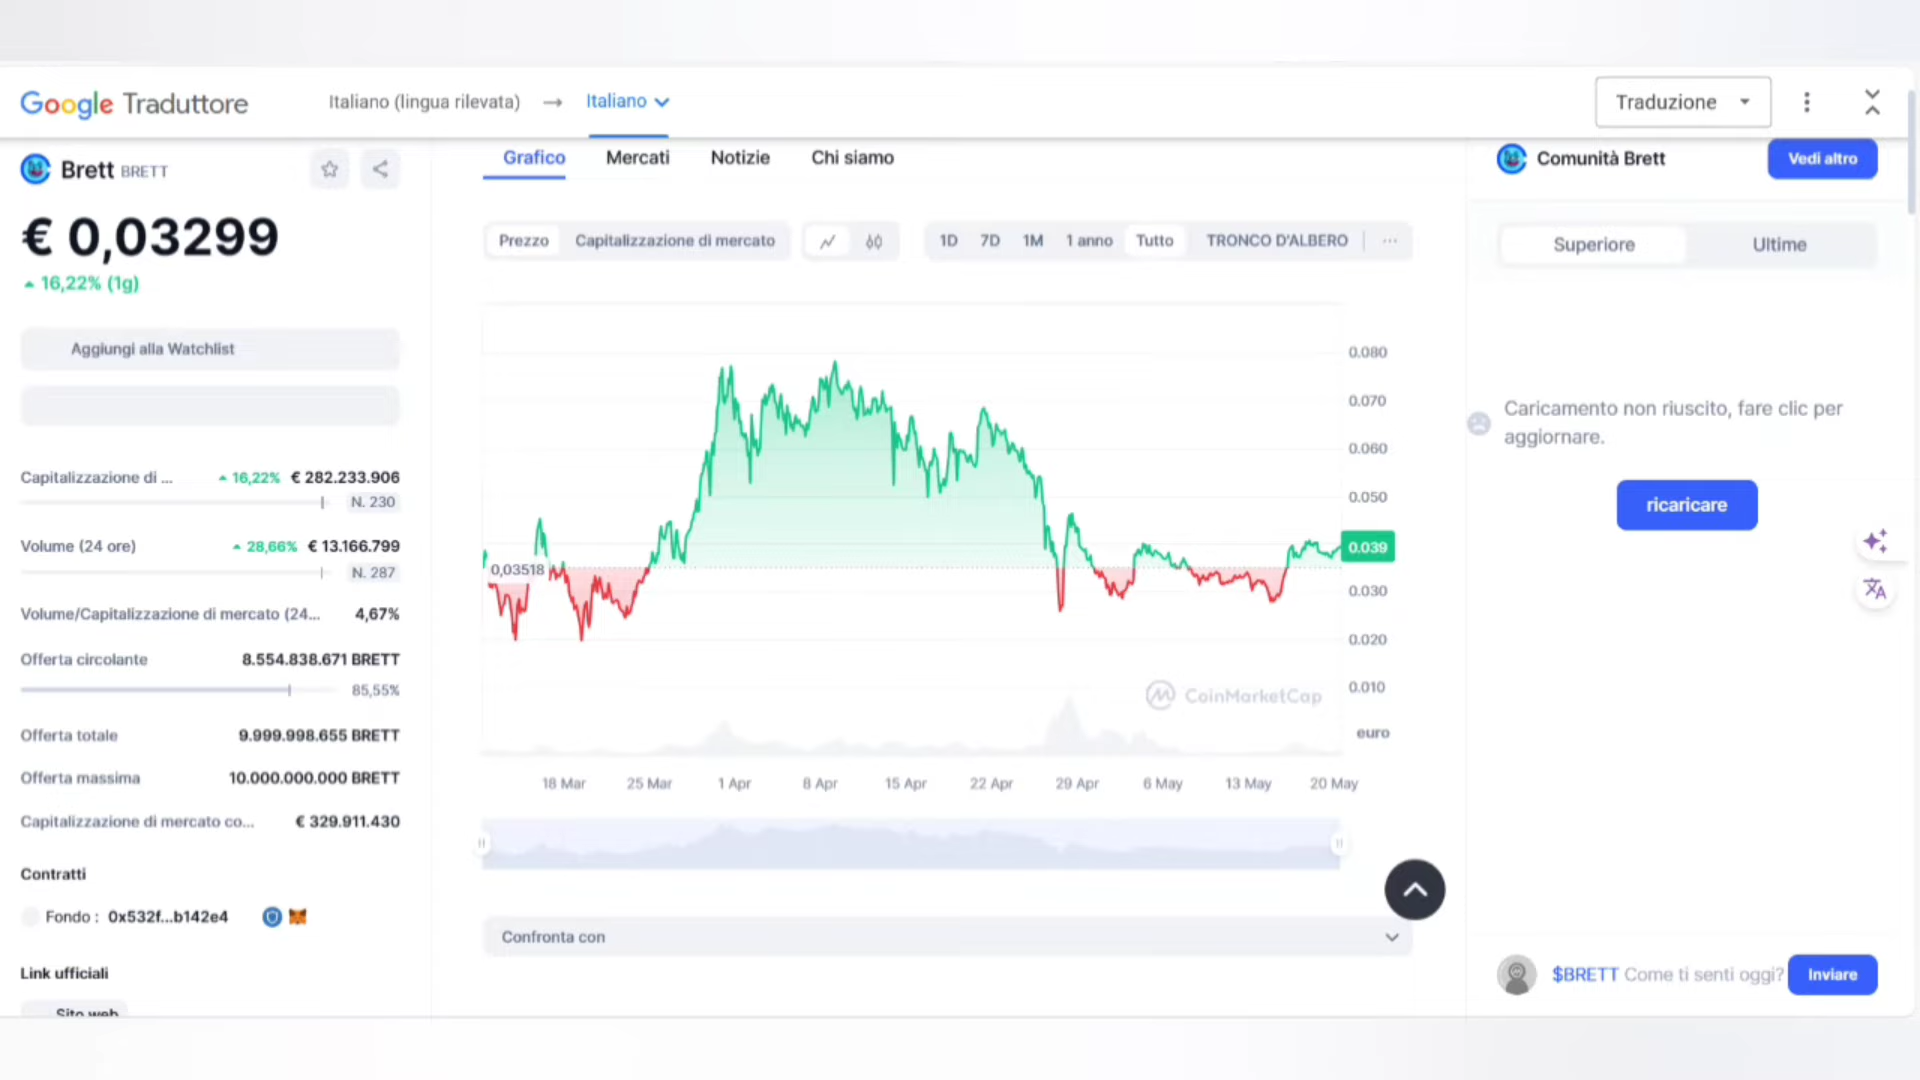 Google Traduttore
Italiano (lingua rilevata) → Italiano
Traduzione
Brett BRETT
€ 0,03299
16,22% (1g)
Aggiungi alla Watchlist
Capitalizzazione di ... 16,22% € 282.233.906
N. 230
Volume (24 ore) 28,66% € 13.166.799
N. 287
Volume/Capitalizzazione di mercato (24... 4,67%
Offerta circolante 8.554.838.671 BRETT
85,55%
Offerta totale 9.999.998.655 BRETT
Offerta massima 10.000.000.000 BRETT
Capitalizzazione di mercato co... € 329.911.430
Contratti
Fondo : 0x532f...b142e4
Link ufficiali
Sito web
Grafico Mercati Notizie Chi siamo
Prezzo Capitalizzazione di mercato 1D 7D 1M 1 anno Tutto TRONCO D'ALBERO ...
0.080
0.070
0.060
0.050
0.039
0,03518
0.030
0.020
0.010
CoinMarketCap
euro
18 Mar 25 Mar 1 Apr 8 Apr 15 Apr 22 Apr 29 Apr 6 May 13 May 20 May
Confronta con
Comunità Brett Vedi altro
Superiore Ultime
Caricamento non riuscito, fare clic per
aggiornare.
ricaricare
$BRETT Come ti senti oggi? Inviare